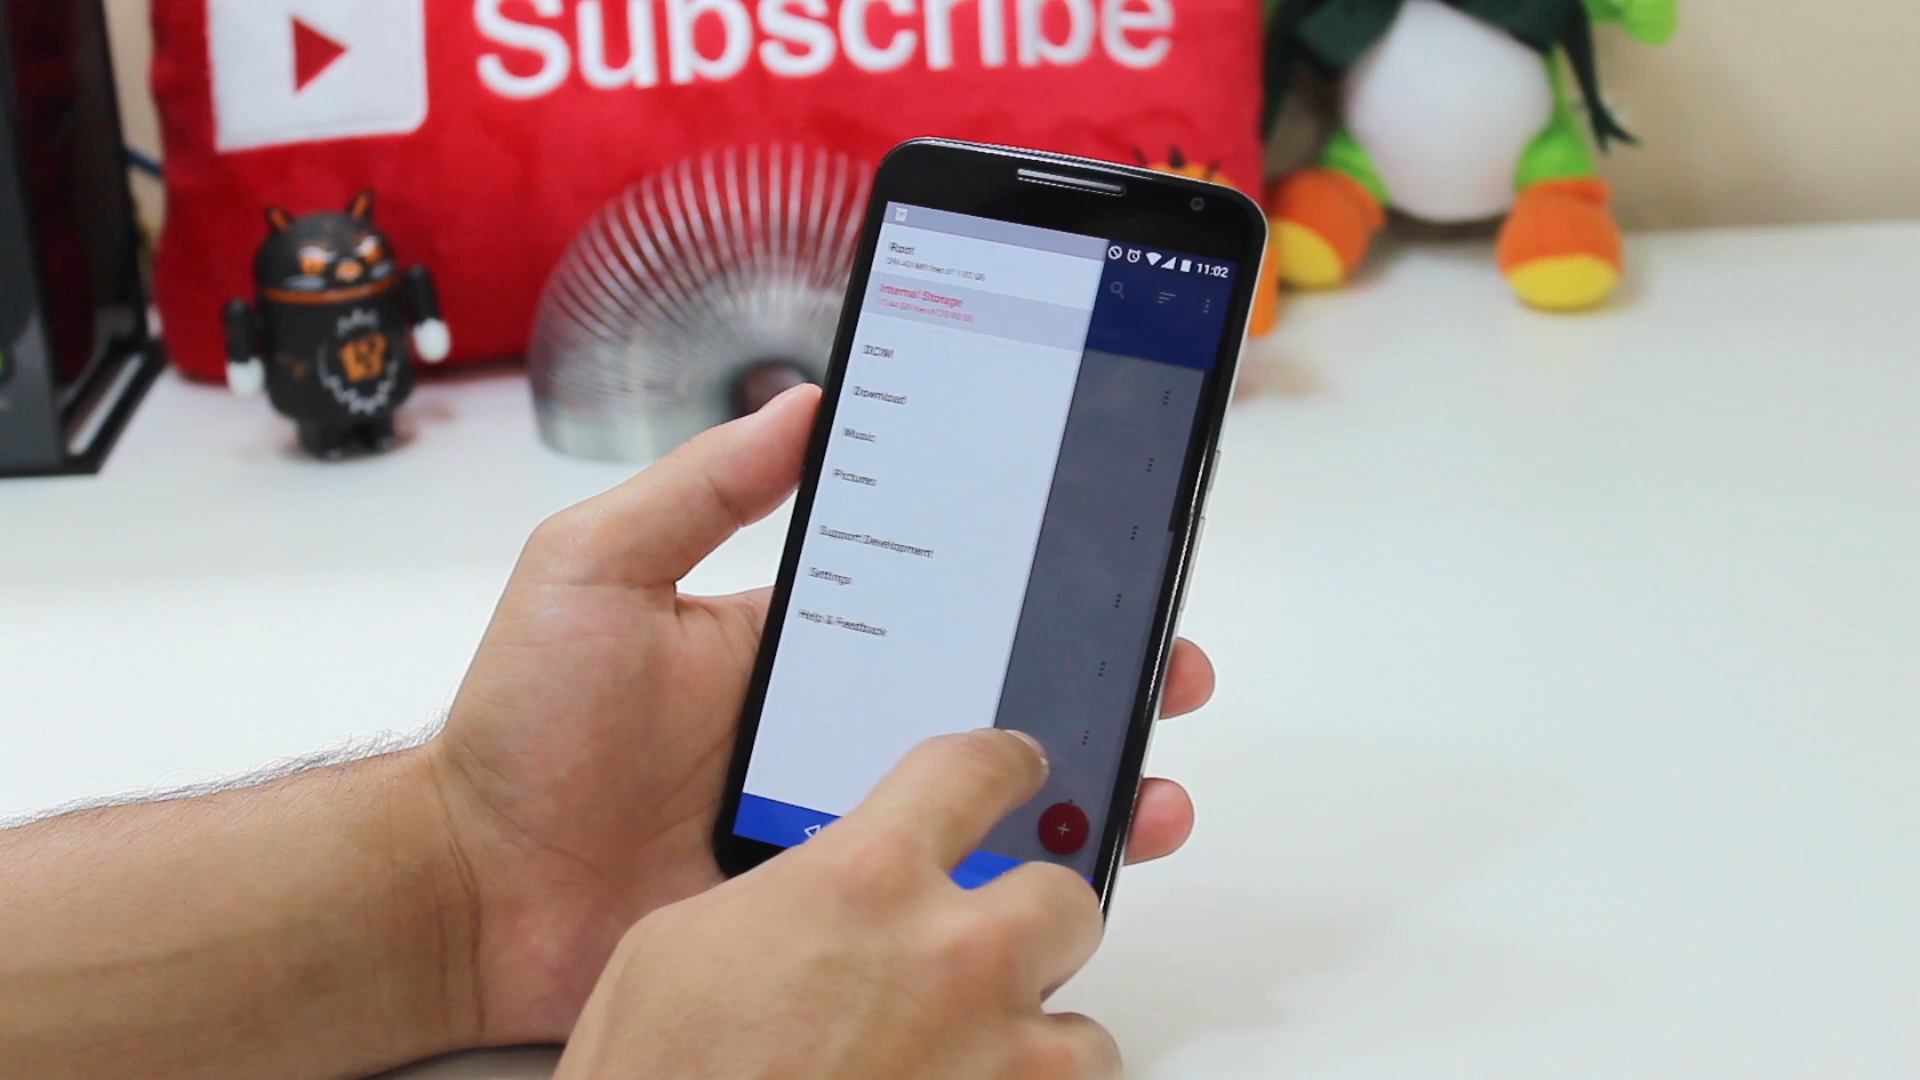 Subscribe
11:02
Root
Internal Storage
DCIM
Download
Music
Pictures
Support Development
Settings
Help & Feedback